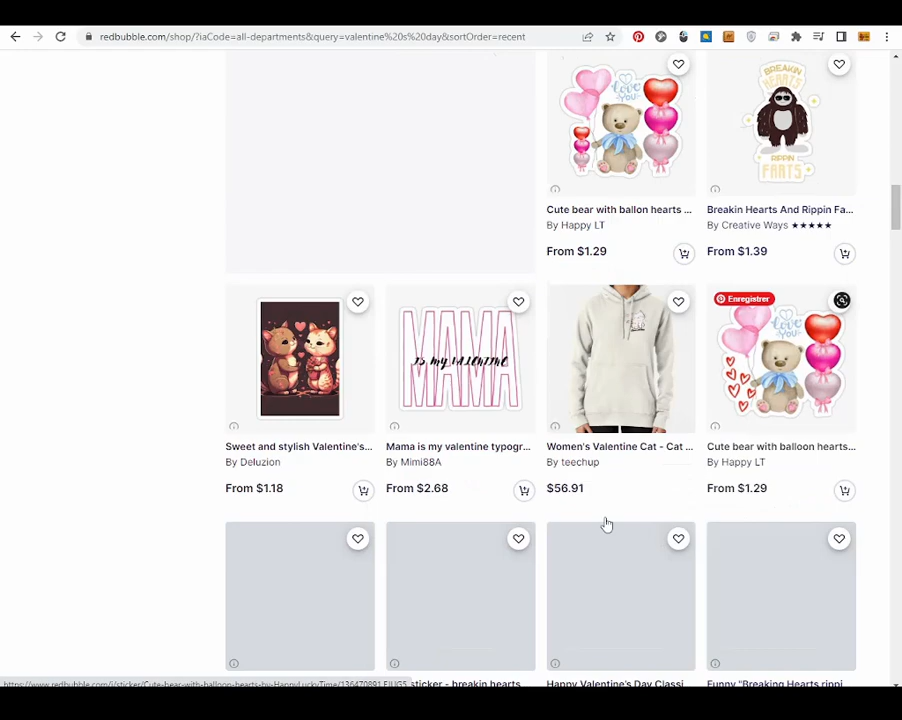 redbubble.com/shop/?iaCode=all-departments&query=valentine%20s%20day&sortOrder=recent
love
YOU
BREAKIN
HEARTS
RIPPIN
FARTS
Cute bear with ballon hearts ...
Breakin Hearts And Rippin Fa...
By Happy LT
By Creative Ways ★★★★★
From $1.29
From $1.39
MAMA
is my valentine
Enregistrer
love
YOU
Sweet and stylish Valentine's...
Mama is my valentine typogr...
Women's Valentine Cat - Cat ...
Cute bear with balloon hearts...
By Deluzion
By Mimi88A
By teechup
By Happy LT
From $1.18
From $2.68
$56.91
From $1.29
sticker - breakin hearts
Happy Valentine's Day Classi
Funny "Breaking Hearts rippi